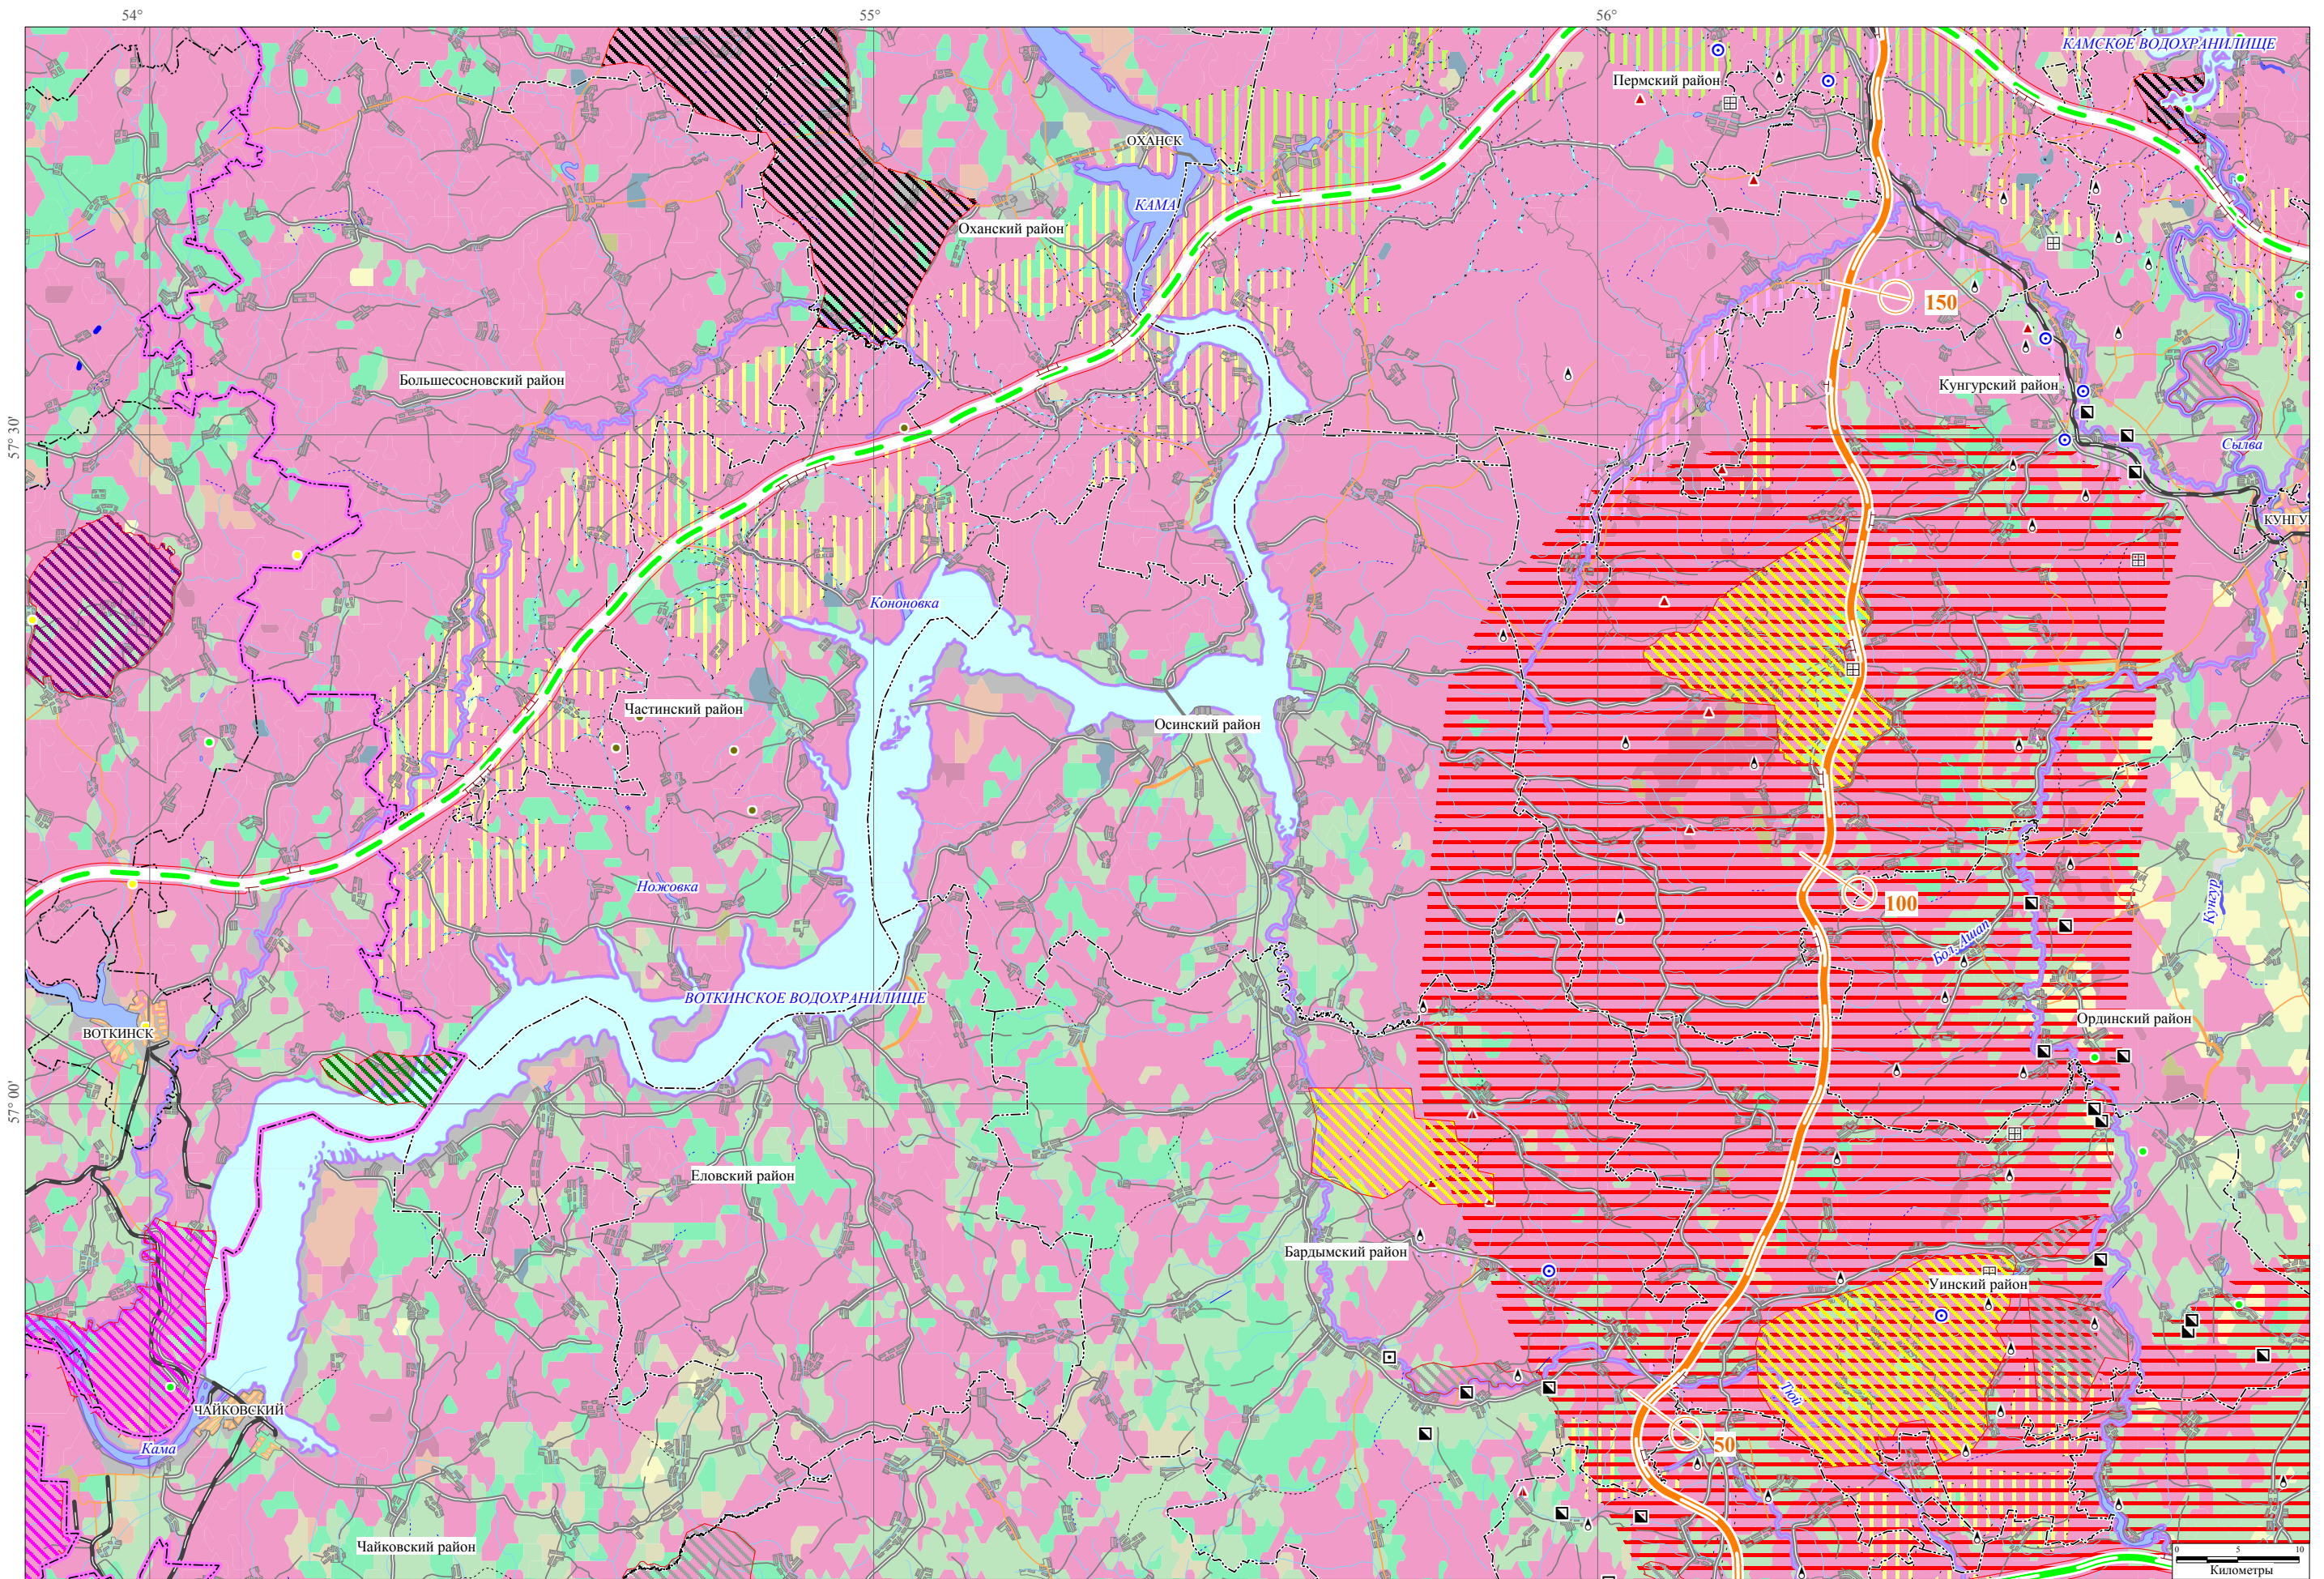 54°
55°
56°
КАМСКОЕ ВОДОХРАНИЛИЩЕ
Пермский район
ОХАНСК
КАМА
Оханский район
150
Большесосновский район
Кунгурский район
57° 30'
Сылва
КУНГУ
Кононовка
Частинский район
Осинский район
Ножовка
100
Кунгур
Бол. Ашап
ВОТКИНСКОЕ ВОДОХРАНИЛИЩЕ
ВОТКИНСК
Ординский район
57° 00'
Еловский район
Бардымский район
Уинский район
Тюй
ЧАЙКОВСКИЙ
Кама
50
Чайковский район
0 5 10
Километры